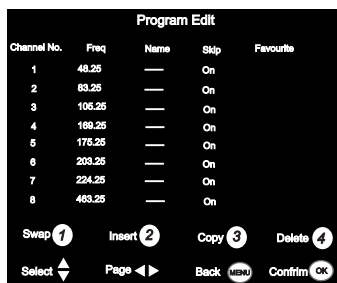 Program Edit
Channel No. Freq Name Skip Favourite
1 48.25 — On
2 83.25 — On
3 105.25 — On
4 169.25 — On
5 175.25 — On
6 203.25 — On
7 224.25 — On
8 463.25 — On
Swap 1 Insert 2 Copy 3 Delete 4
Select Page Back MENU Confrim OK